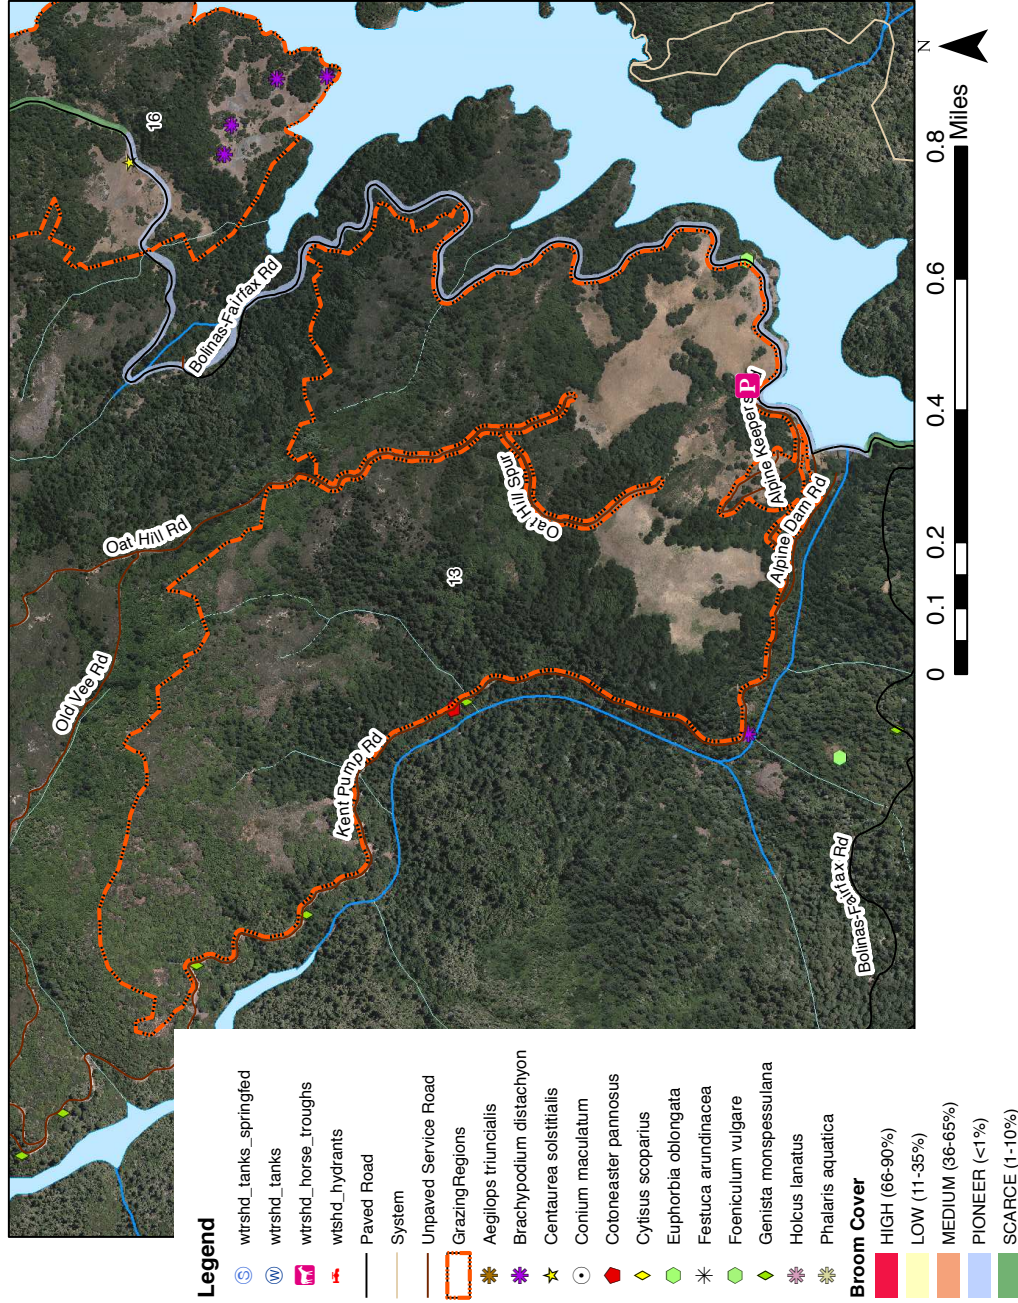 Legend
wtrshd_tanks_springfed
S
wtrshd_tanks
W
wtrshd_horse_troughs
wtshd_hydrants
Paved Road
System
Unpaved Service Road
GrazingRegions
Aegilops triuncialis
Brachypodium distachyon
Centaurea solstitialis
Conium maculatum
Cotoneaster pannosus
Cytisus scoparius
Euphorbia oblongata
Festuca arundinacea
Foeniculum vulgare
Genista monspessulana
Holcus lanatus
Phalaris aquatica
Broom Cover
HIGH (66-90%)
LOW (11-35%)
MEDIUM (36-65%)
PIONEER (<1%)
SCARCE (1-10%)
Old Vee Rd
Oat Hill Rd
Bolinas-Fairfax Rd
16
Kent Pump Rd
13
Oat Hill Spur
Alpine Keepers
P
Alpine Dam Rd
Bolinas-Fairfax Rd
0
0.1
0.2
0.4
0.6
0.8
Miles
N